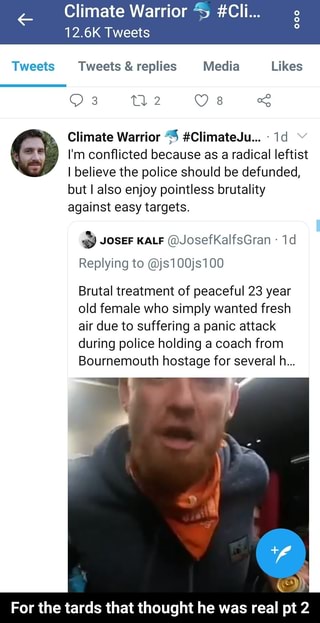 Climate Warrior 🐬 #Cli...
12.6K Tweets
Tweets
Tweets & replies
Media
Likes
3
2
8
Climate Warrior 🐬 #ClimateJu... · 1d
I'm conflicted because as a radical leftist
I believe the police should be defunded,
but I also enjoy pointless brutality
against easy targets.
JOSEF KALF @JosefKalfsGran · 1d
Replying to @js100js100
Brutal treatment of peaceful 23 year
old female who simply wanted fresh
air due to suffering a panic attack
during police holding a coach from
Bournemouth hostage for several h...
For the tards that thought he was real pt 2